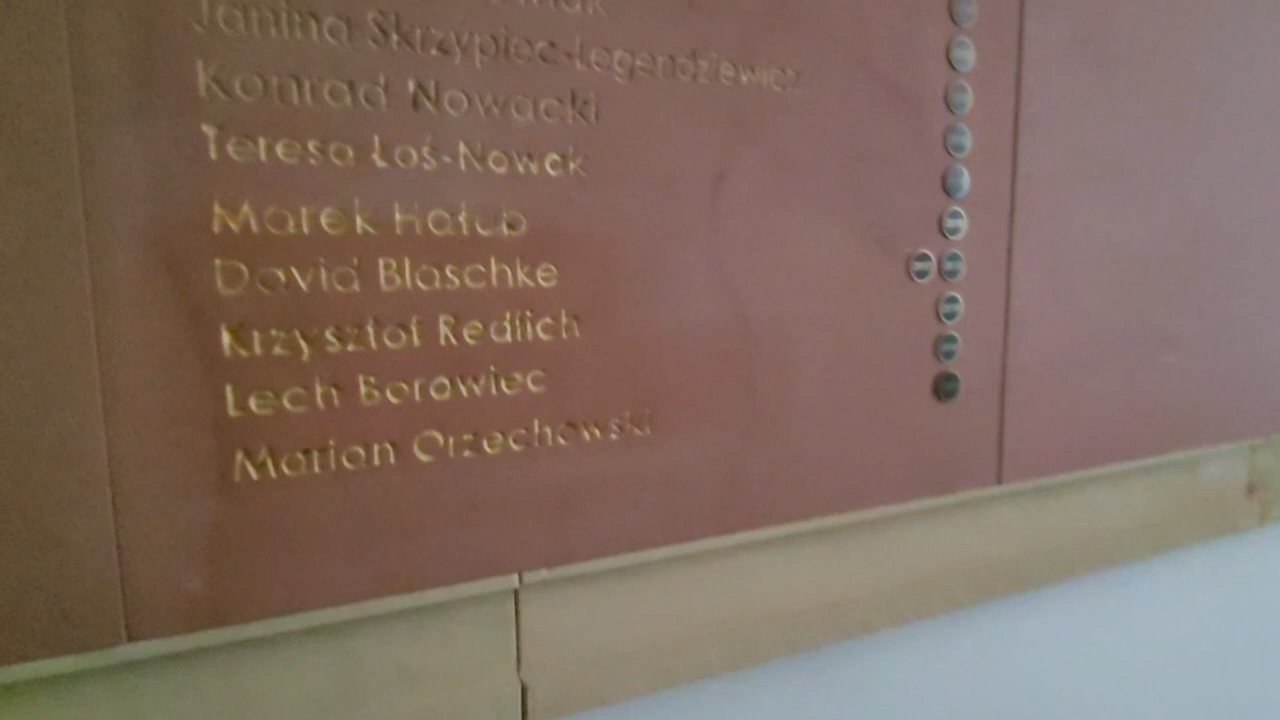 Janina Skrzypiec-Legendziewicz
Konrad Nowacki
Teresa Łoś-Nowak
Marek Hałub
David Blaschke
Krzysztof Redlich
Lech Borowiec
Marian Orzechowski